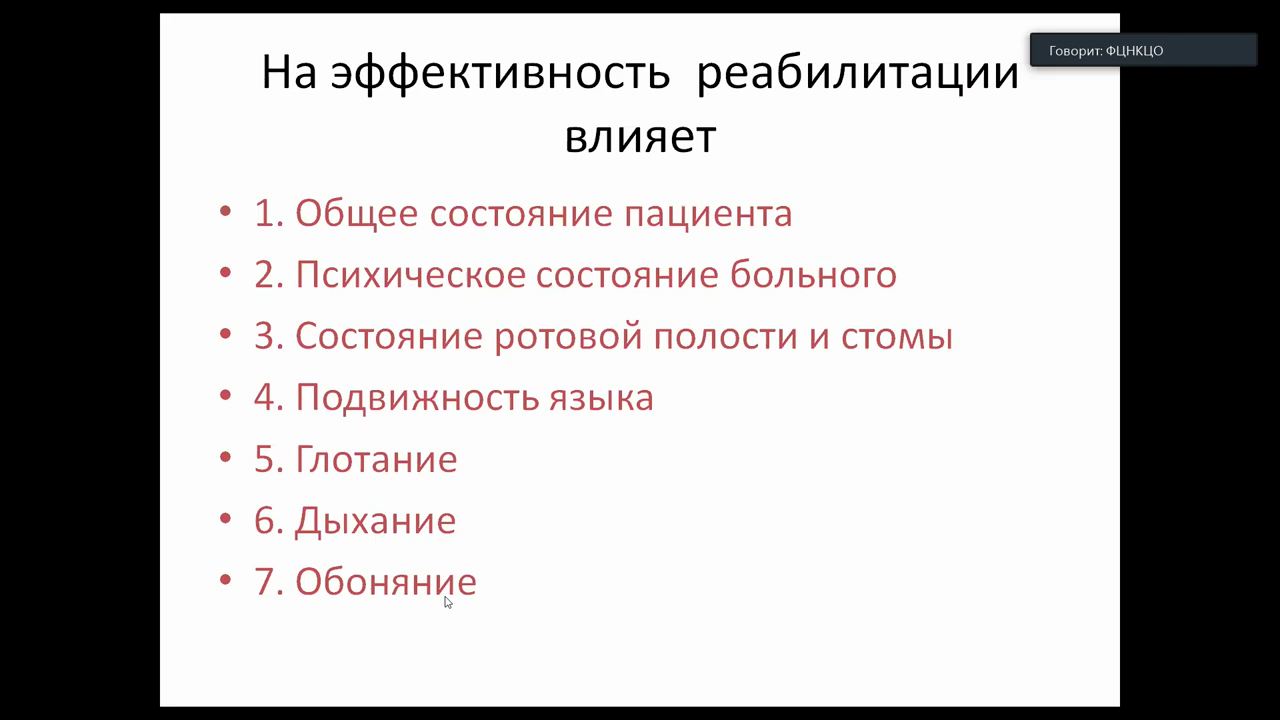 Говорит: ФЦНКЦО
На эффективность реабилитации
влияет
• 1. Общее состояние пациента
• 2. Психическое состояние больного
• 3. Состояние ротовой полости и стомы
• 4. Подвижность языка
• 5. Глотание
• 6. Дыхание
• 7. Обоняние